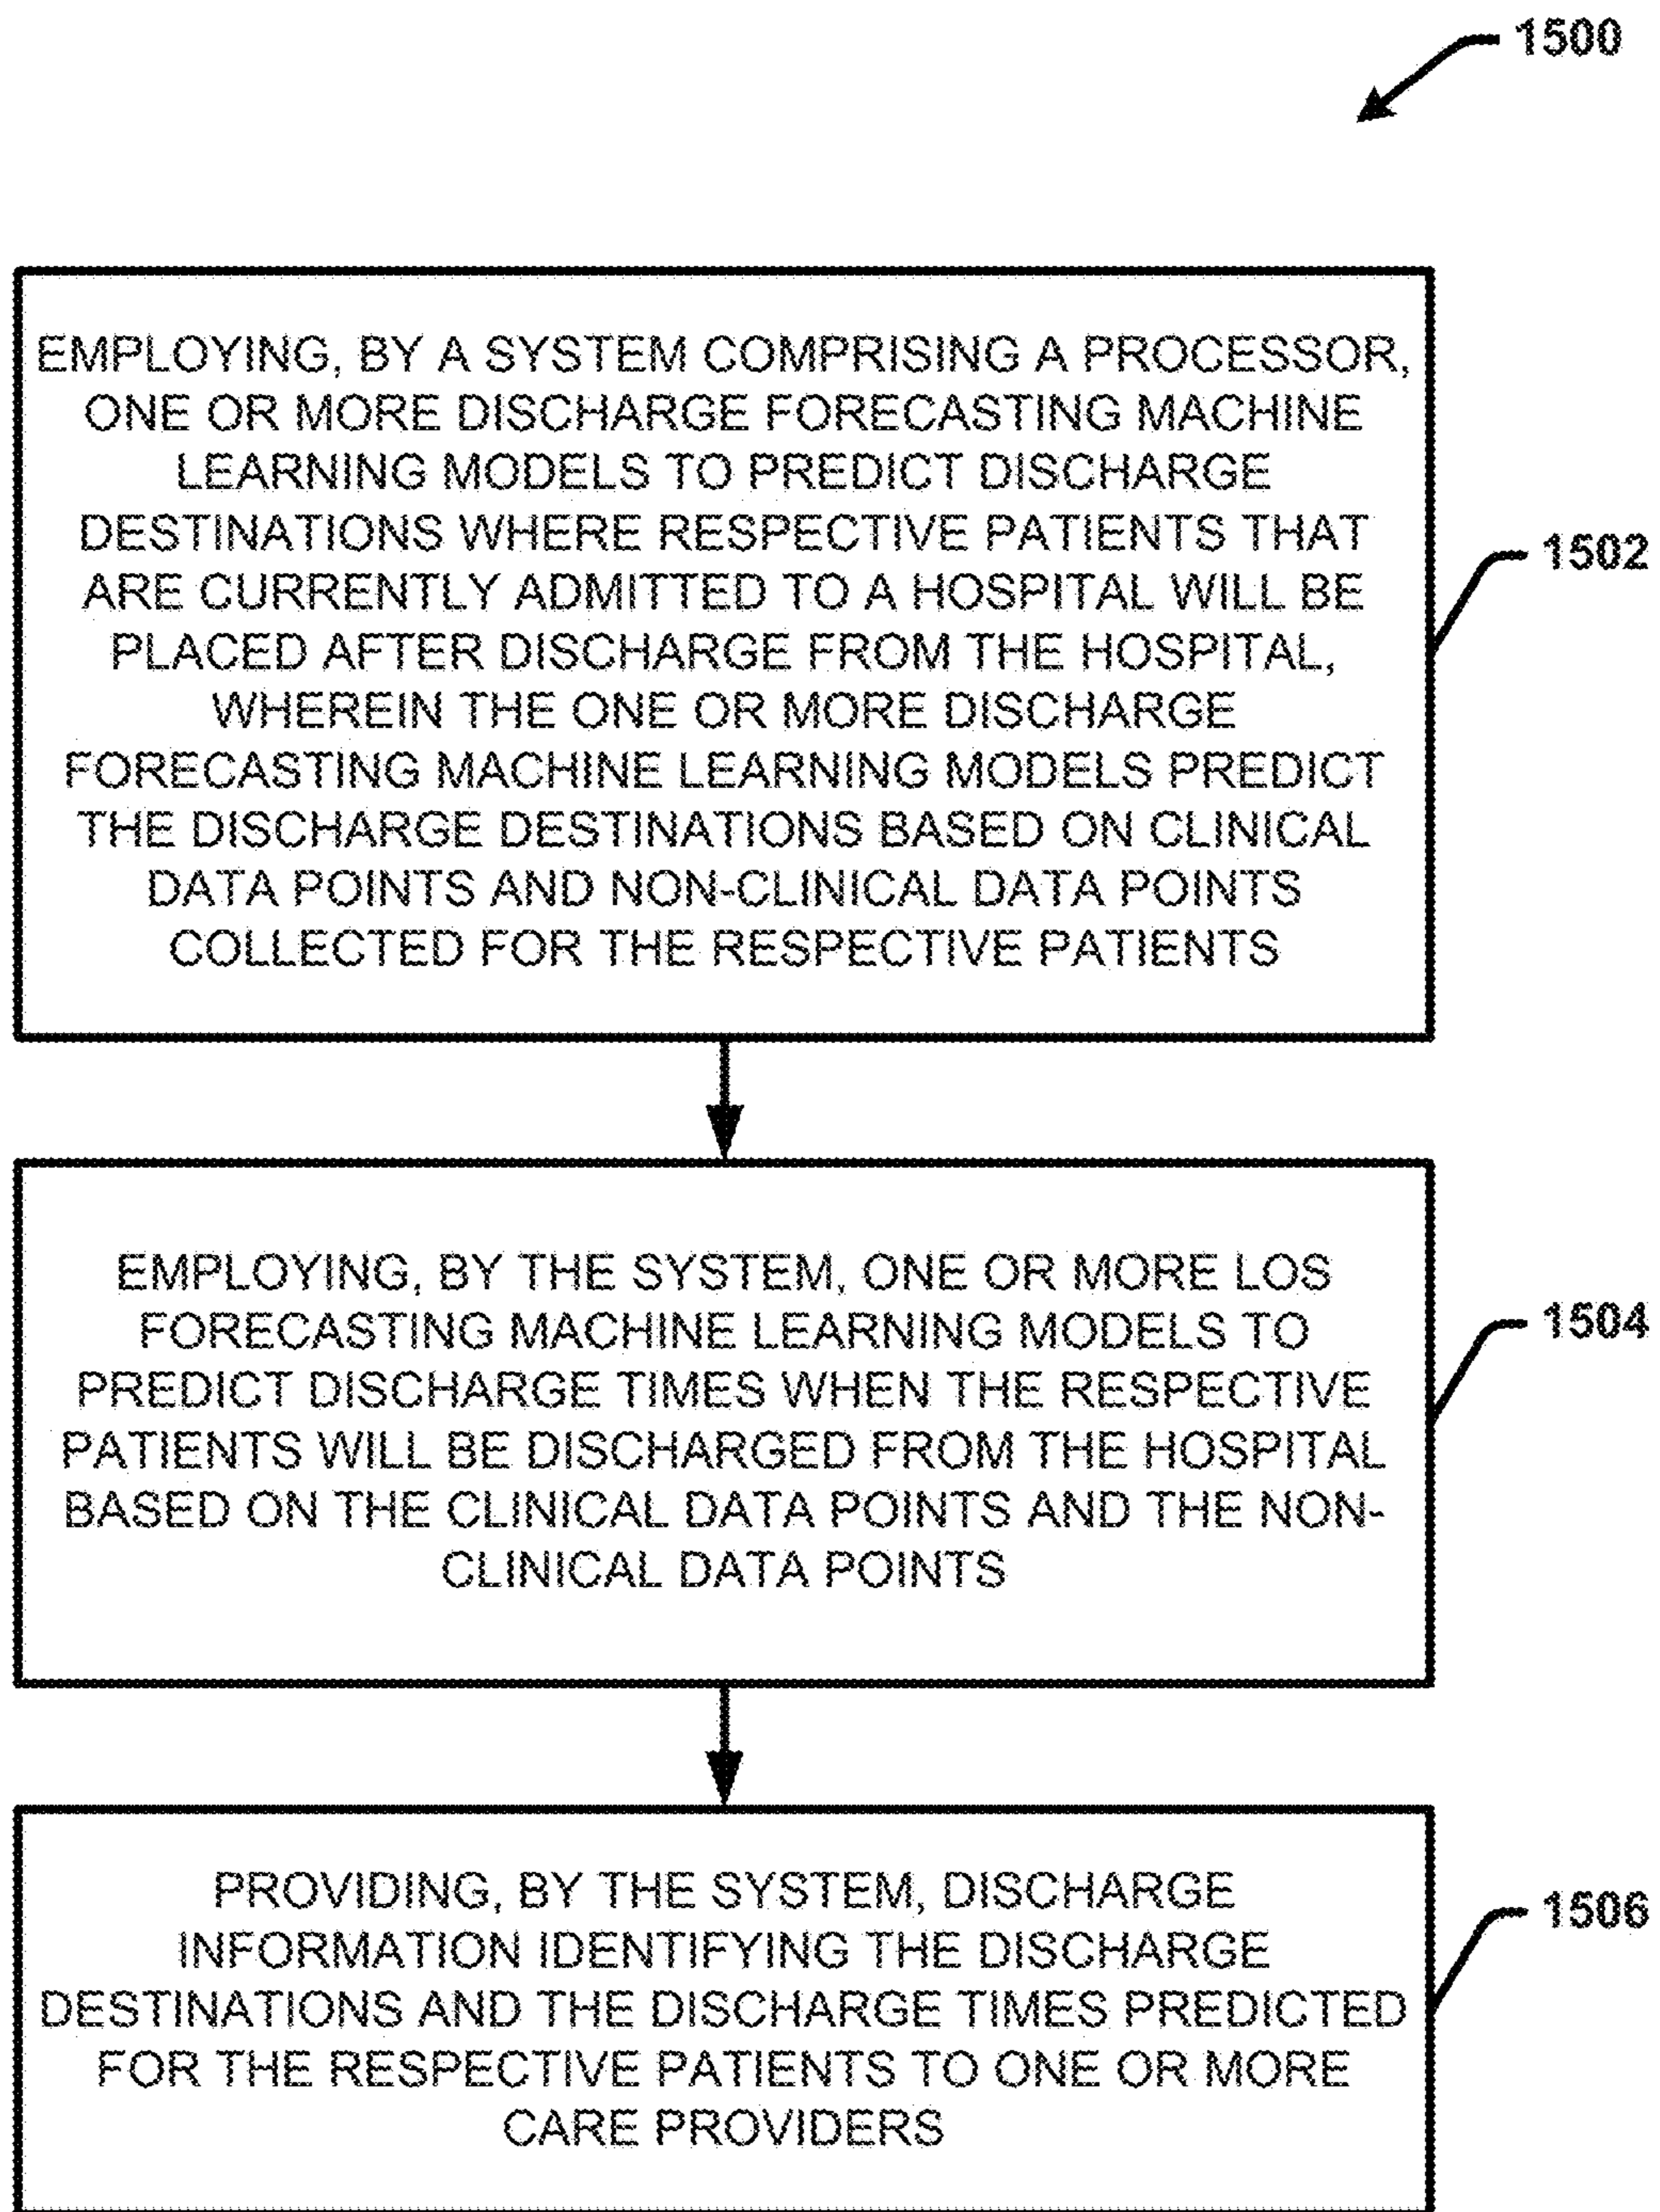 1500
EMPLOYING, BY A SYSTEM COMPRISING A PROCESSOR,
ONE OR MORE DISCHARGE FORECASTING MACHINE
LEARNING MODELS TO PREDICT DISCHARGE
DESTINATIONS WHERE RESPECTIVE PATIENTS THAT
ARE CURRENTLY ADMITTED TO A HOSPITAL WILL BE
PLACED AFTER DISCHARGE FROM THE HOSPITAL,
WHEREIN THE ONE OR MORE DISCHARGE
FORECASTING MACHINE LEARNING MODELS PREDICT
THE DISCHARGE DESTINATIONS BASED ON CLINICAL
DATA POINTS AND NON-CLINICAL DATA POINTS
COLLECTED FOR THE RESPECTIVE PATIENTS
1502
EMPLOYING, BY THE SYSTEM, ONE OR MORE LOS
FORECASTING MACHINE LEARNING MODELS TO
PREDICT DISCHARGE TIMES WHEN THE RESPECTIVE
PATIENTS WILL BE DISCHARGED FROM THE HOSPITAL
BASED ON THE CLINICAL DATA POINTS AND THE NON-
CLINICAL DATA POINTS
1504
PROVIDING, BY THE SYSTEM, DISCHARGE
INFORMATION IDENTIFYING THE DISCHARGE
DESTINATIONS AND THE DISCHARGE TIMES PREDICTED
FOR THE RESPECTIVE PATIENTS TO ONE OR MORE
CARE PROVIDERS
1506